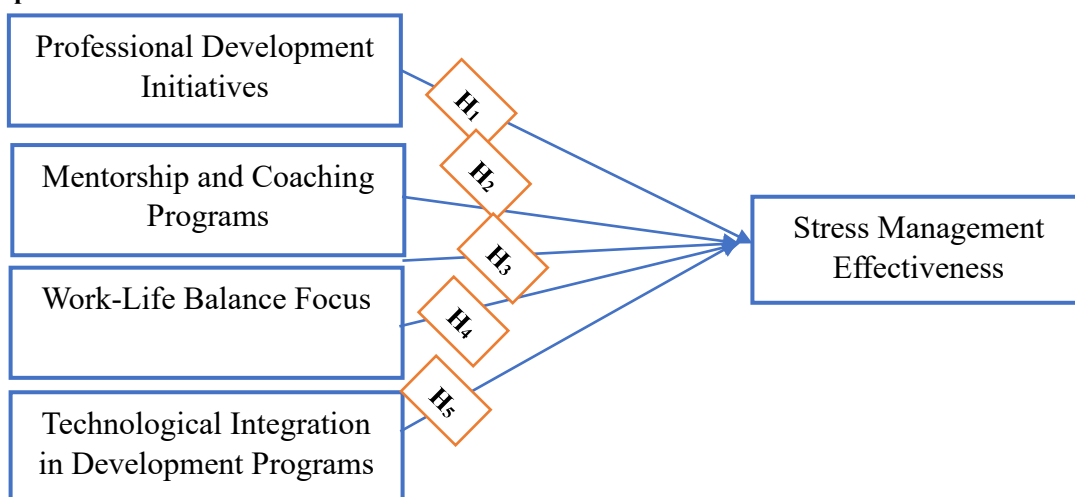 Professional Development
Initiatives
H₁
Mentorship and Coaching
Programs
H₂
H₃
Work-Life Balance Focus
H₄
Technological Integration
in Development Programs
H₅
Stress Management
Effectiveness